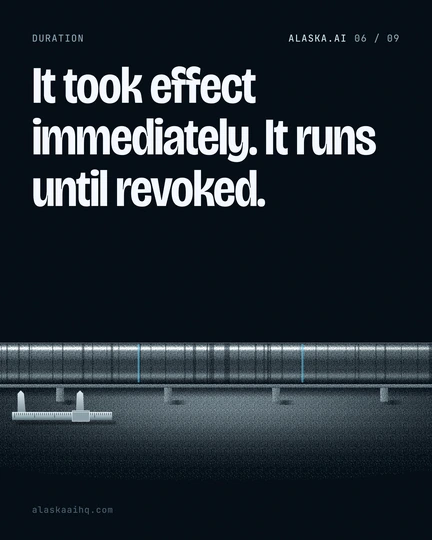 DURATION
ALASKA.AI 06 / 09
It took effect
immediately. It runs
until revoked.
alaskaaihq.com